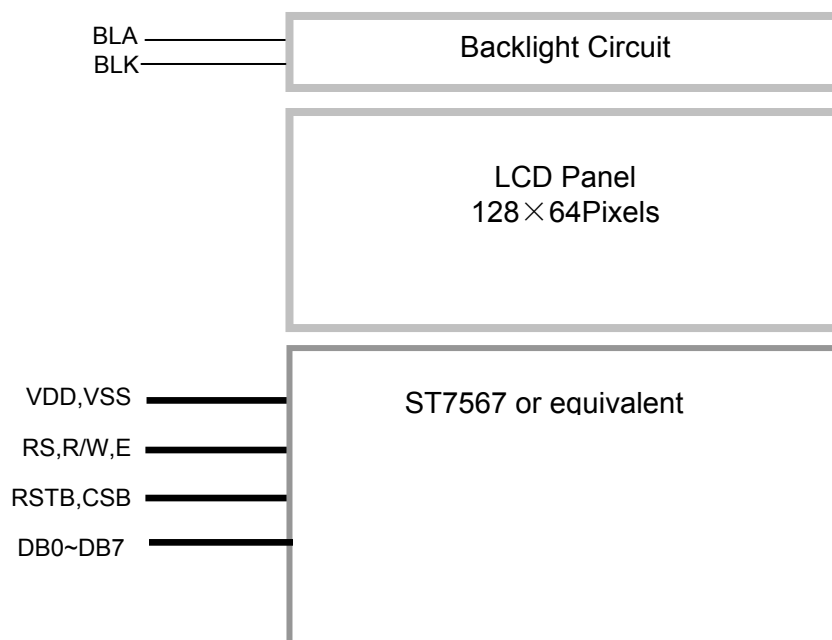 BLA
BLK
Backlight Circuit
LCD Panel
128×64Pixels
VDD,VSS
RS,R/W,E
RSTB,CSB
DB0~DB7
ST7567 or equivalent